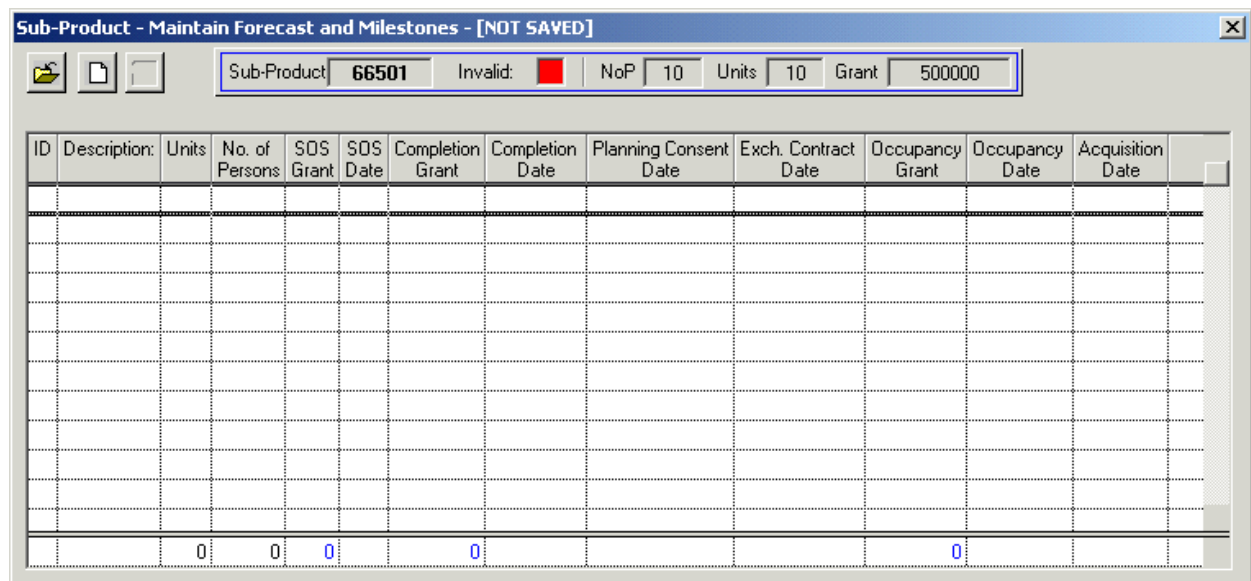 Sub-Product - Maintain Forecast and Milestones - [NOT SAVED]
Sub-Product 66501 Invalid: NoP 10 Units 10 Grant 500000
ID Description: Units No. of Persons SOS Grant SOS Date Completion Grant Completion Date Planning Consent Date Exch. Contract Date Occupancy Grant Occupancy Date Acquisition Date
0 0 0 0 0